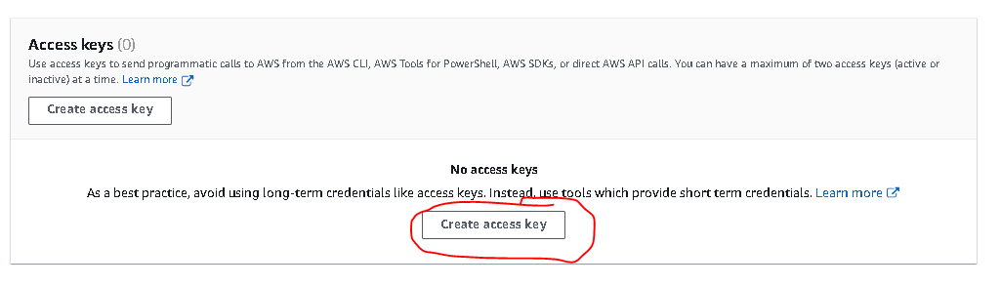 Access keys (0)
Use access keys to send programmatic calls to AWS from the AWS CLI, AWS Tools for PowerShell, AWS SDKs, or direct AWS API calls. You can have a maximum of two access keys (active or
inactive) at a time. Learn more
Create access key
No access keys
As a best practice, avoid using long-term credentials like access keys. Instead, use tools which provide short term credentials. Learn more
Create access key